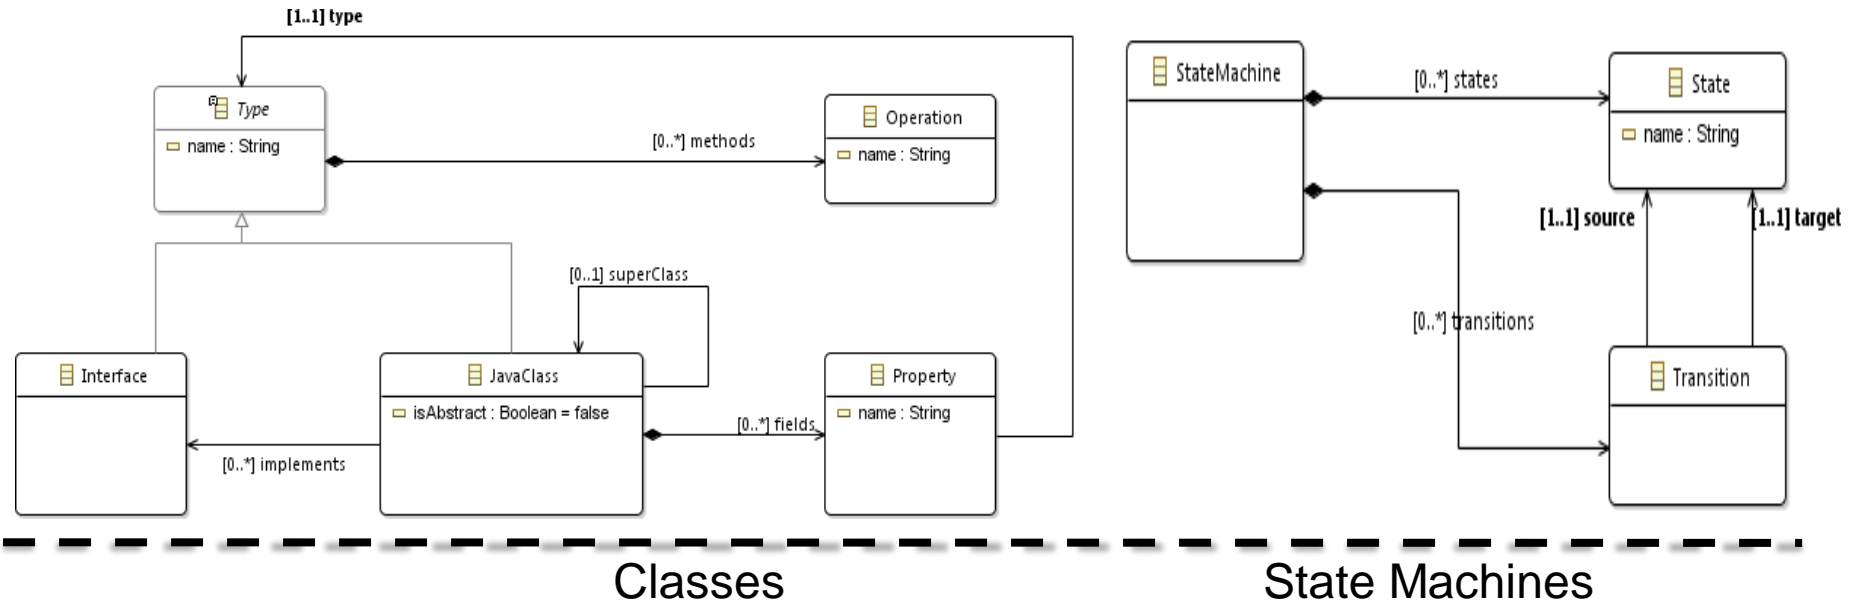 [1..1] type
Type
name : String
[0..*] methods
Operation
name : String
[0..1] superClass
Interface
JavaClass
isAbstract : Boolean = false
Property
name : String
[0..*] fields
[0..*] implements
StateMachine
[0..*] states
State
name : String
[1..1] source
[1..1] target
[0..*] transitions
Transition
Classes
State Machines